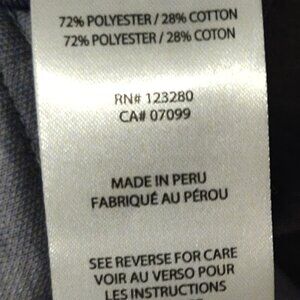 72% POLYESTER / 28% COTTON
72% POLYESTER / 28% COTON
RN# 123280
CA# 07099
MADE IN PERU
FABRIQUÉ AU PÉROU
SEE REVERSE FOR CARE
VOIR AU VERSO POUR
LES INSTRUCTIONS